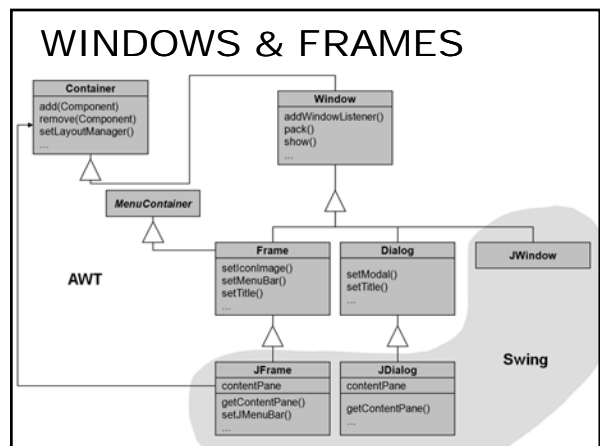 WINDOWS & FRAMES
Container
add(Component)
remove(Component)
setLayoutManager()
...
Window
addWindowListener()
pack()
show()
...
MenuContainer
Frame
setIconImage()
setMenuBar()
setTitle()
...
Dialog
setModal()
setTitle()
...
JWindow
AWT
Swing
JFrame
contentPane
getContentPane()
setJMenuBar()
...
JDialog
contentPane
getContentPane()
...